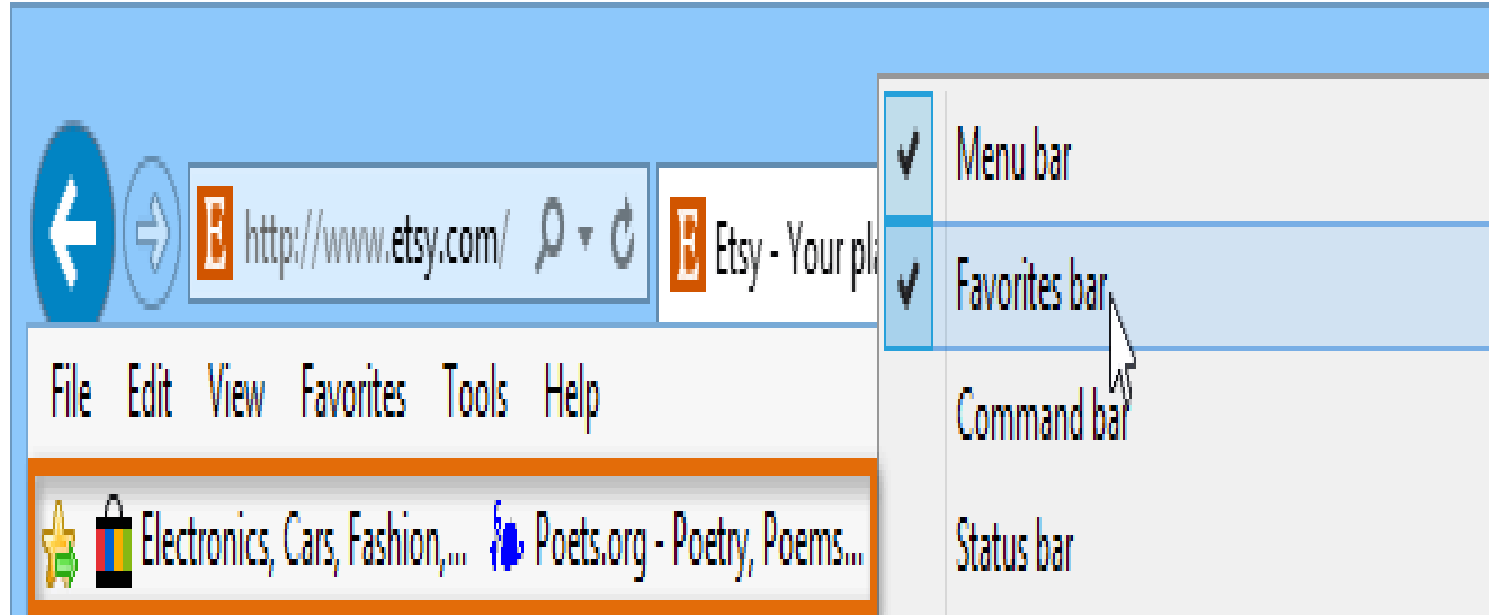 E http://www.etsy.com/
E Etsy - Your pla
File Edit View Favorites Tools Help
Electronics, Cars, Fashion,... Poets.org - Poetry, Poems...
Menu bar
Favorites bar
Command bar
Status bar